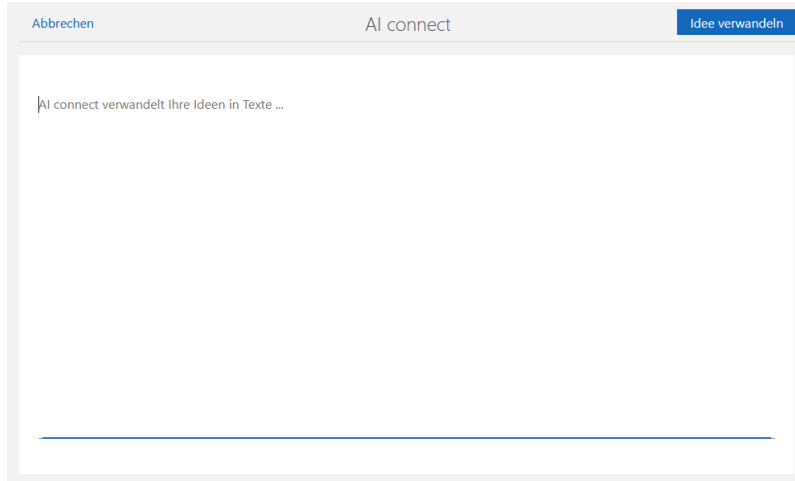 Abbrechen
AI connect
Idee verwandeln
AI connect verwandelt Ihre Ideen in Texte ...